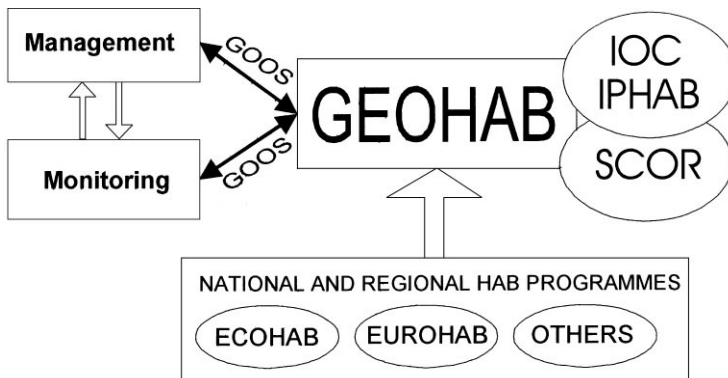 Management
GOOS
GEOHAB
IOC
IPHAB
Monitoring
GOOS
SCOR
NATIONAL AND REGIONAL HAB PROGRAMMES
ECOHAB
EUROHAB
OTHERS